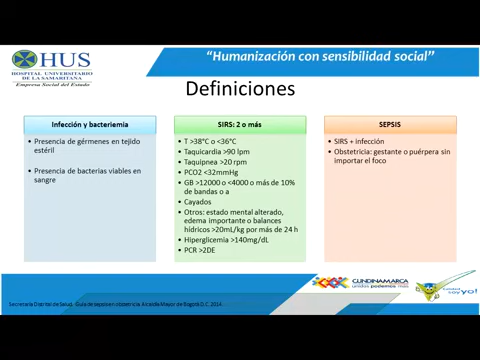 HUS
HOSPITAL UNIVERSITARIO
DE LA SAMARITANA
Empresa Social del Estado
“Humanización con sensibilidad social”
Definiciones
Infección y bacteriemia
• Presencia de gérmenes en tejido
estéril
• Presencia de bacterias viables en
sangre
SIRS: 2 o más
• T >38°C o <36°C
• Taquicardia >90 lpm
• Taquipnea >20 rpm
• PCO2 <32mmHg
• GB >12000 o <4000 o más de 10%
de bandas o a
• Cayados
• Otros: estado mental alterado,
edema importante o balances
hídricos >20mL/kg por más de 24 h
• Hiperglicemia >140mg/dL
• PCR >2DE
SEPSIS
• SIRS + infección
• Obstetricia: gestante o puérpera sin
importar el foco
CUNDINAMARCA
unidos podemos más
soy yo!
Secretaría Distrital de Salud. Guía de sepsis en obstetricia. Alcaldía Mayor de Bogotá D.C. 2014